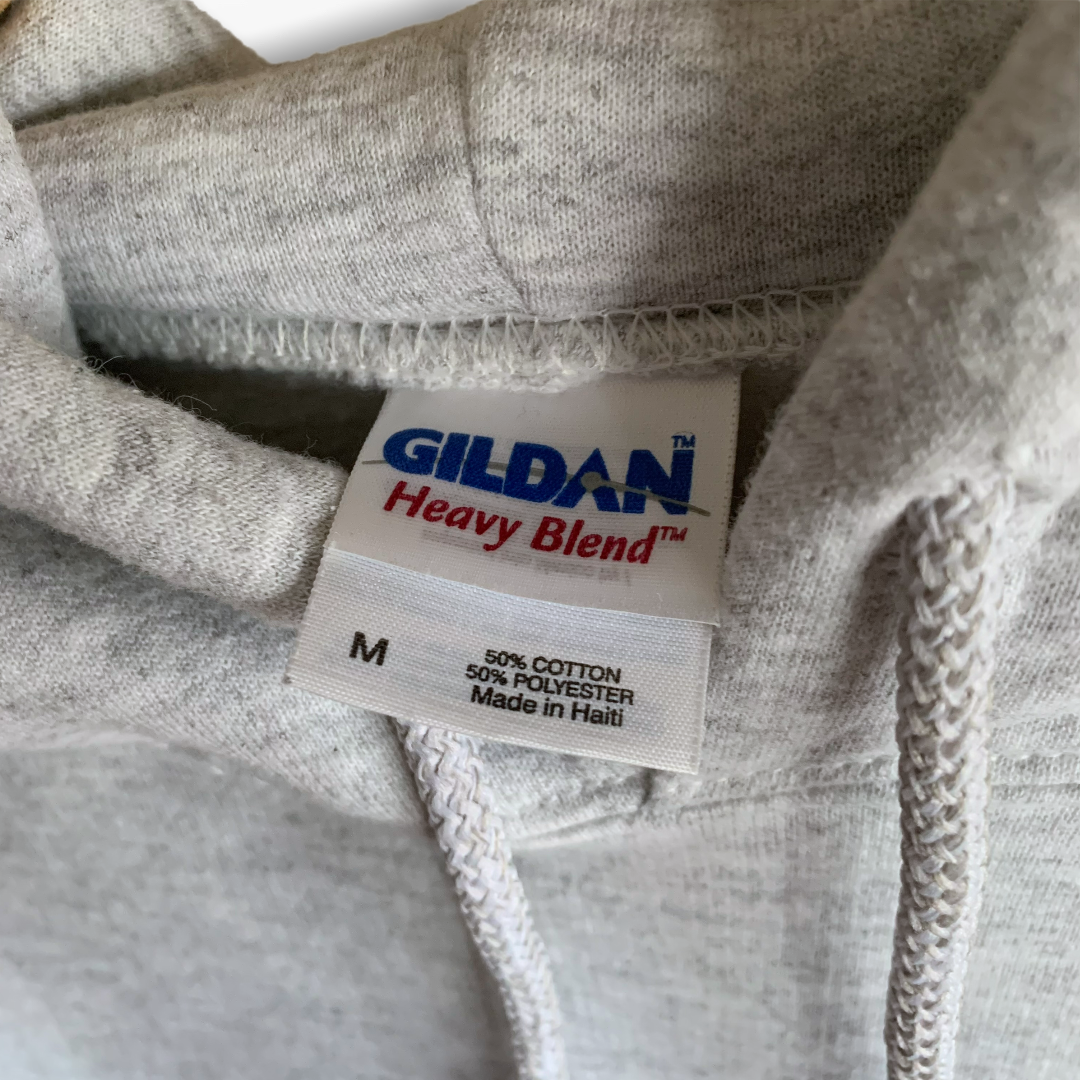 GILDAN™
Heavy Blend™
M
50% COTTON
50% POLYESTER
Made in Haiti